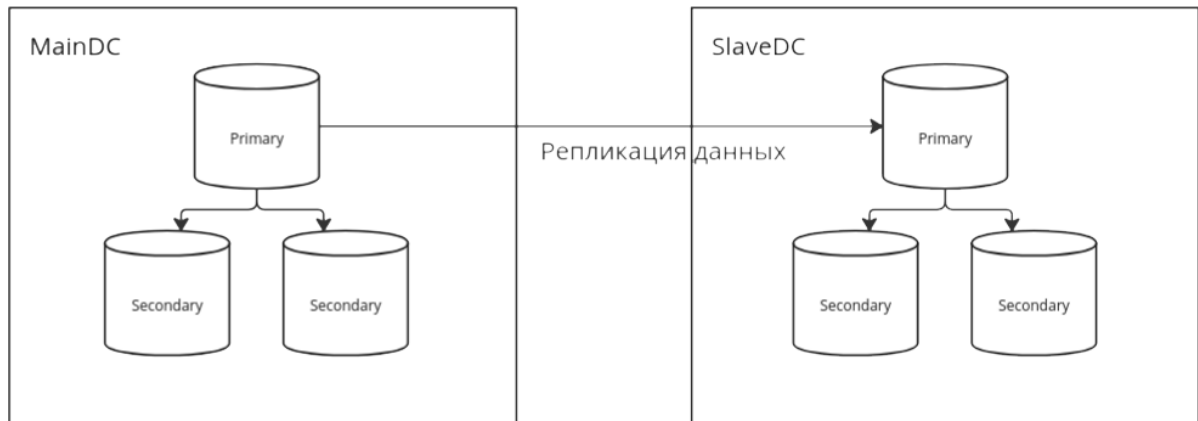 MainDC
SlaveDC
Primary
Primary
Репликация данных
Secondary
Secondary
Secondary
Secondary